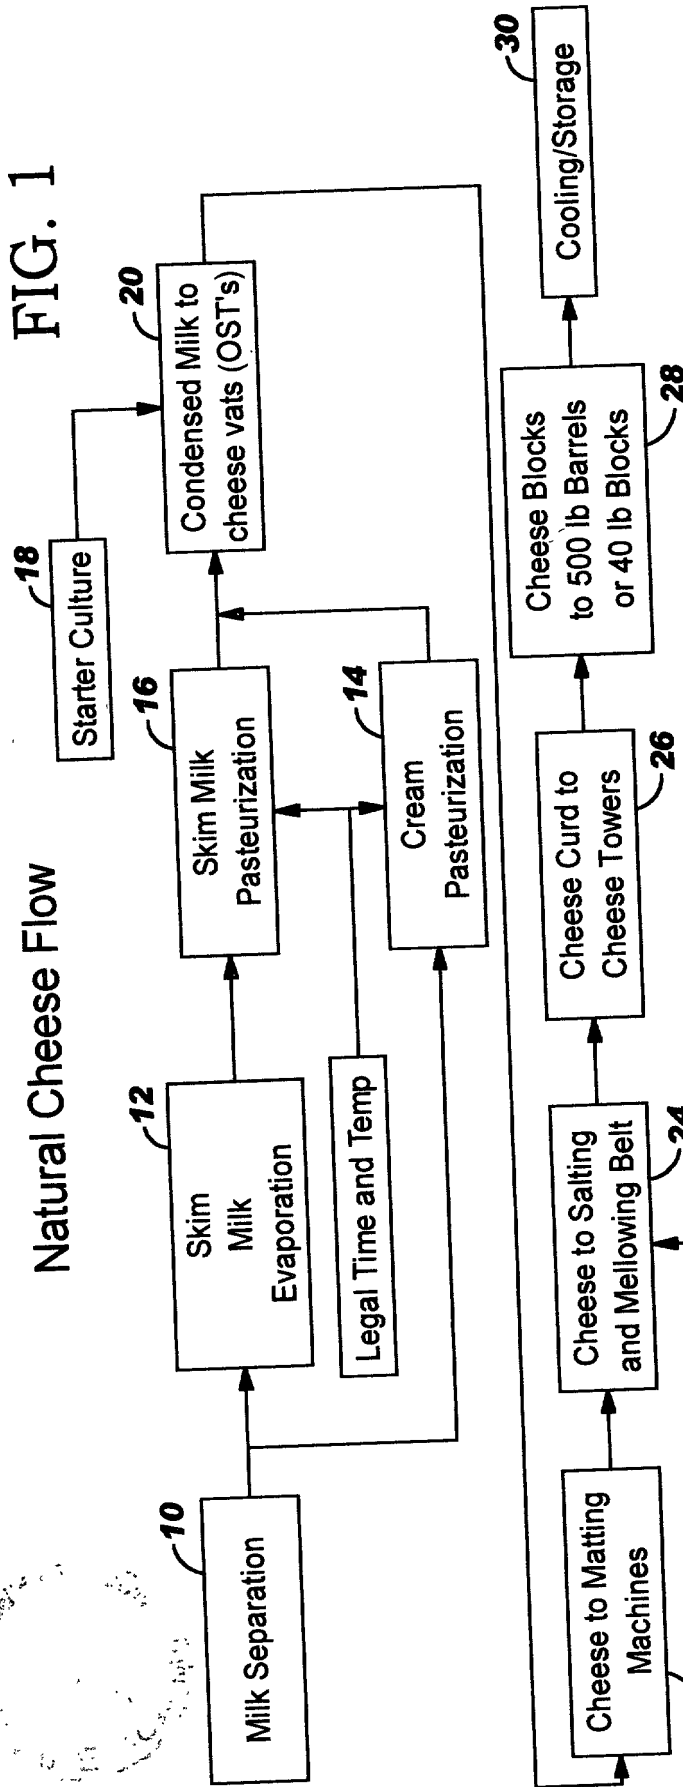 FIG. 1
Natural Cheese Flow
10
Milk Separation
12
Skim
Milk
Evaporation
Legal Time and Temp
16
Skim Milk
Pasteurization
14
Cream
Pasteurization
18
Starter Culture
20
Condensed Milk to
cheese vats (OST's)
Cheese to Matting
Machines
Cheese to Salting
and Mellowing Belt
24
Cheese Curd to
Cheese Towers
26
Cheese Blocks
to 500 lb Barrels
or 40 lb Blocks
28
30
Cooling/Storage